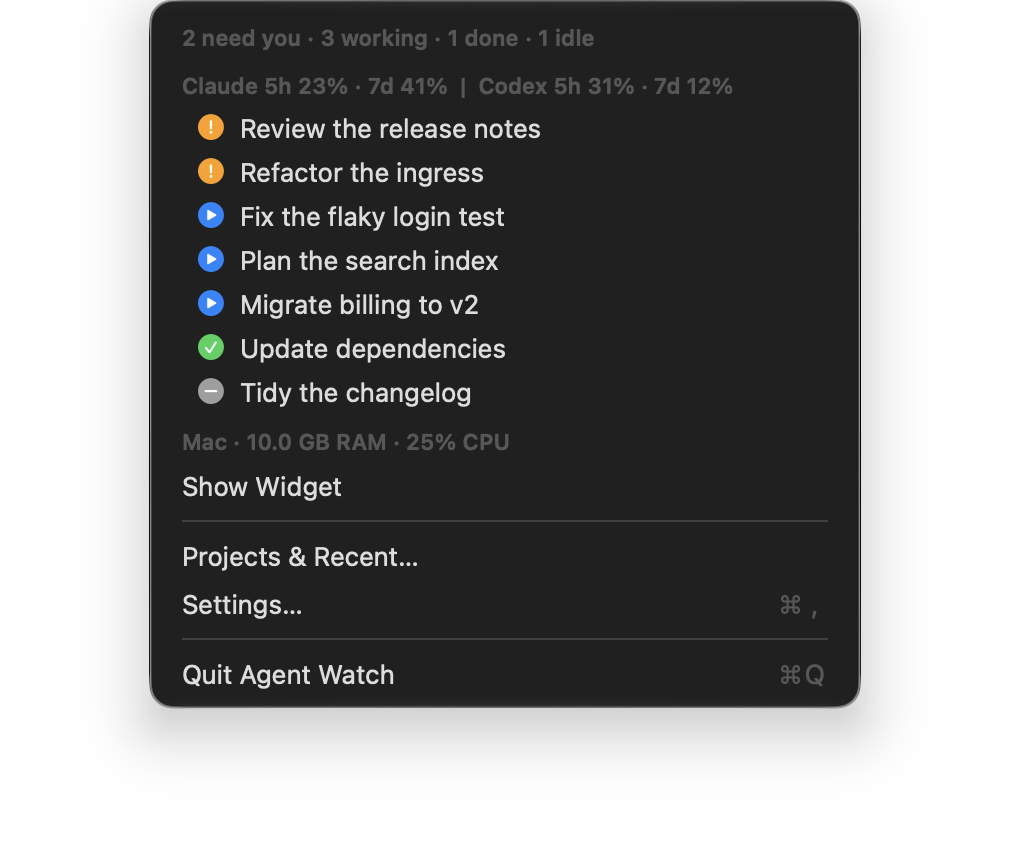 2 need you · 3 working · 1 done · 1 idle
Claude 5h 23% · 7d 41% | Codex 5h 31% · 7d 12%
Review the release notes
Refactor the ingress
Fix the flaky login test
Plan the search index
Migrate billing to v2
Update dependencies
Tidy the changelog
Mac · 10.0 GB RAM · 25% CPU
Show Widget
Projects & Recent...
Settings... ⌘ ,
Quit Agent Watch ⌘Q